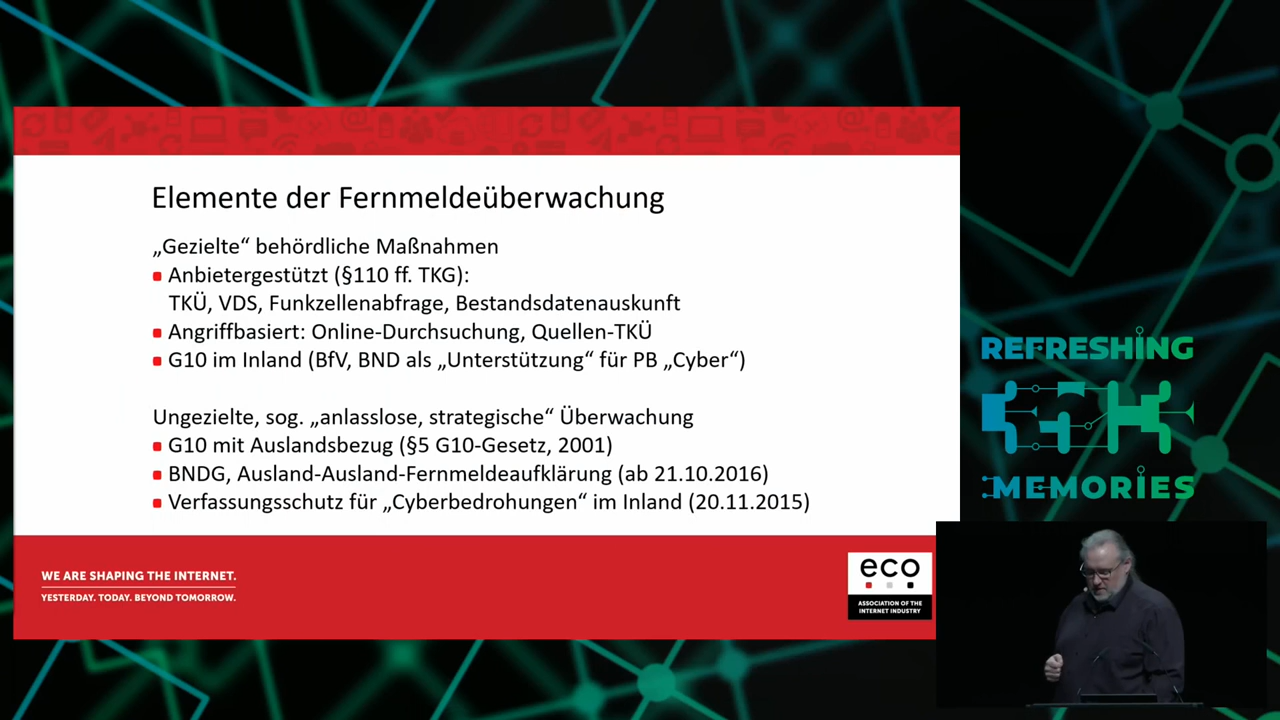 Elemente der Fernmeldeüberwachung
„Gezielte“ behördliche Maßnahmen
Anbietergestützt (§110 ff. TKG):
TKÜ, VDS, Funkzellenabfrage, Bestandsdatenauskunft
Angriffbasiert: Online-Durchsuchung, Quellen-TKÜ
G10 im Inland (BfV, BND als „Unterstützung“ für PB „Cyber“)
Ungezielte, sog. „anlasslose, strategische“ Überwachung
G10 mit Auslandsbezug (§5 G10-Gesetz, 2001)
BNDG, Ausland-Ausland-Fernmeldeaufklärung (ab 21.10.2016)
Verfassungsschutz für „Cyberbedrohungen“ im Inland (20.11.2015)
WE ARE SHAPING THE INTERNET.
YESTERDAY. TODAY. BEYOND TOMORROW.
eco
ASSOCIATION OF THE
INTERNET INDUSTRY
REFRESHING
MEMORIES